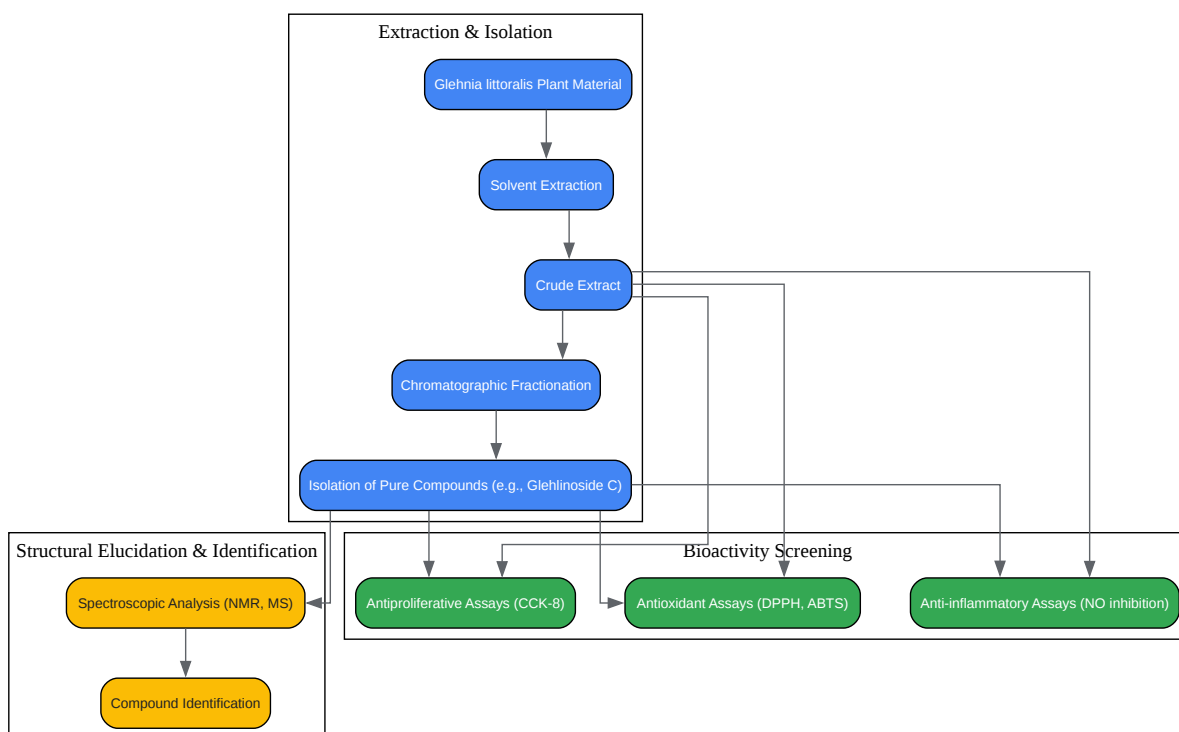 Extraction & Isolation
Glehnia littoralis Plant Material
Solvent Extraction
Crude Extract
Chromatographic Fractionation
Isolation of Pure Compounds (e.g., Glehlinoside C)
Structural Elucidation & Identification
Spectroscopic Analysis (NMR, MS)
Compound Identification
Bioactivity Screening
Antiproliferative Assays (CCK-8)
Antioxidant Assays (DPPH, ABTS)
Anti-inflammatory Assays (NO inhibition)